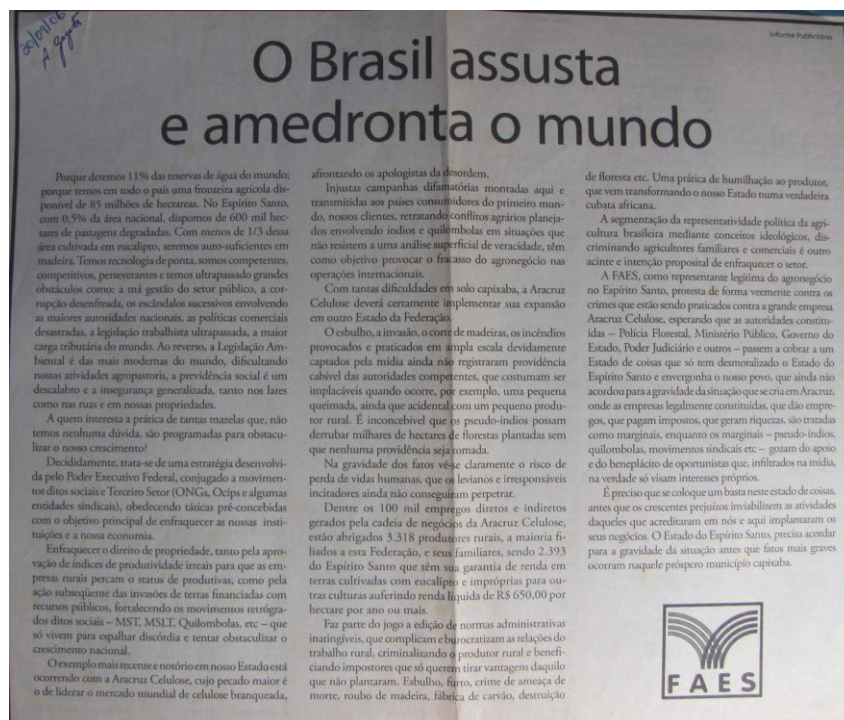 20/09/06
A Gazeta
Informe Publicitário
O Brasil assusta
e amedronta o mundo
Porque detemos 11% das reservas de água do mundo;
porque temos em todo o país uma fronteira agrícola dis-
ponível de 85 milhões de hectareas. No Espírito Santo,
com 0,5% da área nacional, dispomos de 600 mil hec-
tares de pastagens degradadas. Com menos de 1/3 dessa
área cultivada em eucalipto, seremos auto-suficientes em
madeira. Temos tecnologia de ponta, somos competentes,
competitivos, perseverantes e temos ultrapassado grandes
obstáculos como: a má gestão do setor público, a cor-
rupção desenfreada, os escândalos sucessivos envolvendo
as maiores autoridades nacionais, as políticas comerciais
desastradas, a legislação trabalhista ultrapassada, a maior
carga tributária do mundo. Ao reverso, a Legislação Am-
biental é das mais modernas do mundo, dificultando
nossas atividades agropastoris, a previdência social é um
descalabro e a insegurança generalizada, tanto nos lares
como nas ruas e em nossas propriedades.
A quem interessa a prática de tantas mazelas que, não
temos nenhuma dúvida, são programadas para obstacu-
lizar o nosso crescimento?
Decididamente, trata-se de uma estratégia desenvolvi-
da pelo Poder Executivo Federal, conjugado a movimen-
tos ditos sociais e Terceiro Setor (ONGs, Ocips e algumas
entidades sindicais), obedecendo táticas pré-concebidas
com o objetivo principal de enfraquecer as nossas insti-
tuições e a nossa economia.
Enfraquecer o direito de propriedade, tanto pela apro-
vação de índices de produtividade irreais para que as em-
presas rurais percam o status de produtivas, como pela
ação subseqüente das invasões de terras financiadas com
recursos públicos, fortalecendo os movimentos retrógra-
dos ditos sociais – MST, MSLT, Quilombolas, etc – que
só vivem para espalhar discórdia e tentar obstaculizar o
crescimento nacional.
O exemplo mais recente e notório em nosso Estado está
ocorrendo com a Aracruz Celulose, cujo pecado maior é
o de liderar o mercado mundial de celulose branqueada,
afrontando os apologistas da desordem.
Injustas campanhas difamatórias montadas aqui e
transmitidas aos países consumidores do primeiro mun-
do, nossos clientes, retratando conflitos agrários planeja-
dos envolvendo índios e quilombolas em situações que
não resistem a uma análise superficial de veracidade, têm
como objetivo provocar o fracasso do agronegócio nas
operações internacionais.
Com tantas dificuldades em solo capixaba, a Aracruz
Celulose deverá certamente implementar sua expansão
em outro Estado da Federação.
O esbulho, a invasão, o corte de madeiras, os incêndios
provocados e praticados em ampla escala devidamente
captados pela mídia ainda não registraram providência
cabível das autoridades competentes, que costumam ser
implacáveis quando ocorre, por exemplo, uma pequena
queimada, ainda que acidental com um pequeno produ-
tor rural. É inconcebível que os pseudo-índios possam
derrubar milhares de hectares de florestas plantadas sem
que nenhuma providência seja tomada.
Na gravidade dos fatos vê-se claramente o risco de
perda de vidas humanas, que os levianos e irresponsáveis
incitadores ainda não conseguiram perpetrar.
Dentre os 100 mil empregos diretos e indiretos
gerados pela cadeia de negócios da Aracruz Celulose,
estão abrigados 3.318 produtores rurais, a maioria fi-
liados a esta Federação, e seus familiares, sendo 2.393
do Espírito Santo que têm sua garantia de renda em
terras cultivadas com eucalipto e impróprias para ou-
tras culturas auferindo renda líquida de R$ 650,00 por
hectare por ano ou mais.
Faz parte do jogo a edição de normas administrativas
inatingíveis, que complicam e burocratizam as relações do
trabalho rural, criminalizando o produtor rural e benefi-
ciando impostores que só querem tirar vantagens daquilo
que não plantaram. Esbulho, furto, crime de ameaça de
morte, roubo de madeira, fábrica de carvão, destruição
de floresta etc. Uma prática de humilhação ao produtor,
que vem transformando o nosso Estado numa verdadeira
cubata africana.
A segmentação da representatividade política da agri-
cultura brasileira mediante conceitos ideológicos, dis-
criminando agricultores familiares e comerciais é outro
acinte e intenção proposital de enfraquecer o setor.
A FAES, como representante legítima do agronegócio
no Espírito Santo, protesta de forma veemente contra os
crimes que estão sendo praticados contra a grande empresa
Aracruz Celulose, esperando que as autoridades constituí-
das – Polícia Florestal, Ministério Público, Governo do
Estado, Poder Judiciário e outros – passem a cobrar a um
Estado de coisas que só tem desmoralizado o Estado do
Espírito Santo e envergonha o nosso povo, que ainda não
acordou para a gravidade da situação que se cria em Aracruz,
onde as empresas legalmente constituídas, que dão empre-
gos, que pagam impostos, que geram riquezas, são tratadas
como marginais, enquanto os marginais – pseudo-índios,
quilombolas, movimentos sindicais etc – gozam do apoio
e do beneplácito de oportunistas que, infiltrados na mídia,
na verdade só visam interesses próprios.
É preciso que se coloque um basta neste estado de coisas,
antes que os crescentes prejuízos inviabilizem as atividades
daqueles que acreditaram em nós e aqui implantaram os
seus negócios. O Estado do Espírito Santo, precisa acordar
para a gravidade da situação antes que fatos mais graves
ocorram naquele próspero município capixaba.
FAES